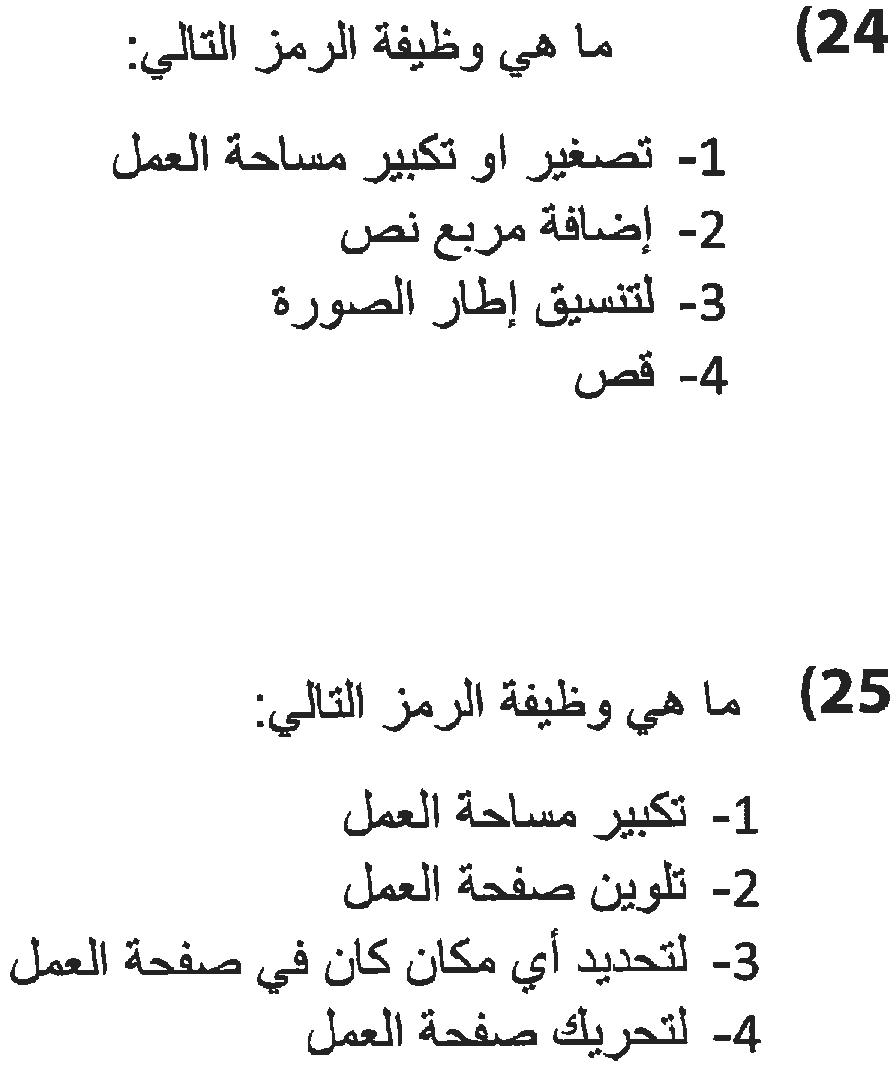 24) ما هي وظيفة الرمز التالي:
1- تصغير او تكبير مساحة العمل
2- إضافة مربع نص
3- لتنسيق إطار الصورة
4- قص
25) ما هي وظيفة الرمز التالي:
1- تكبير مساحة العمل
2- تلوين صفحة العمل
3- لتحديد أي مكان كان في صفحة العمل
4- لتحريك صفحة العمل